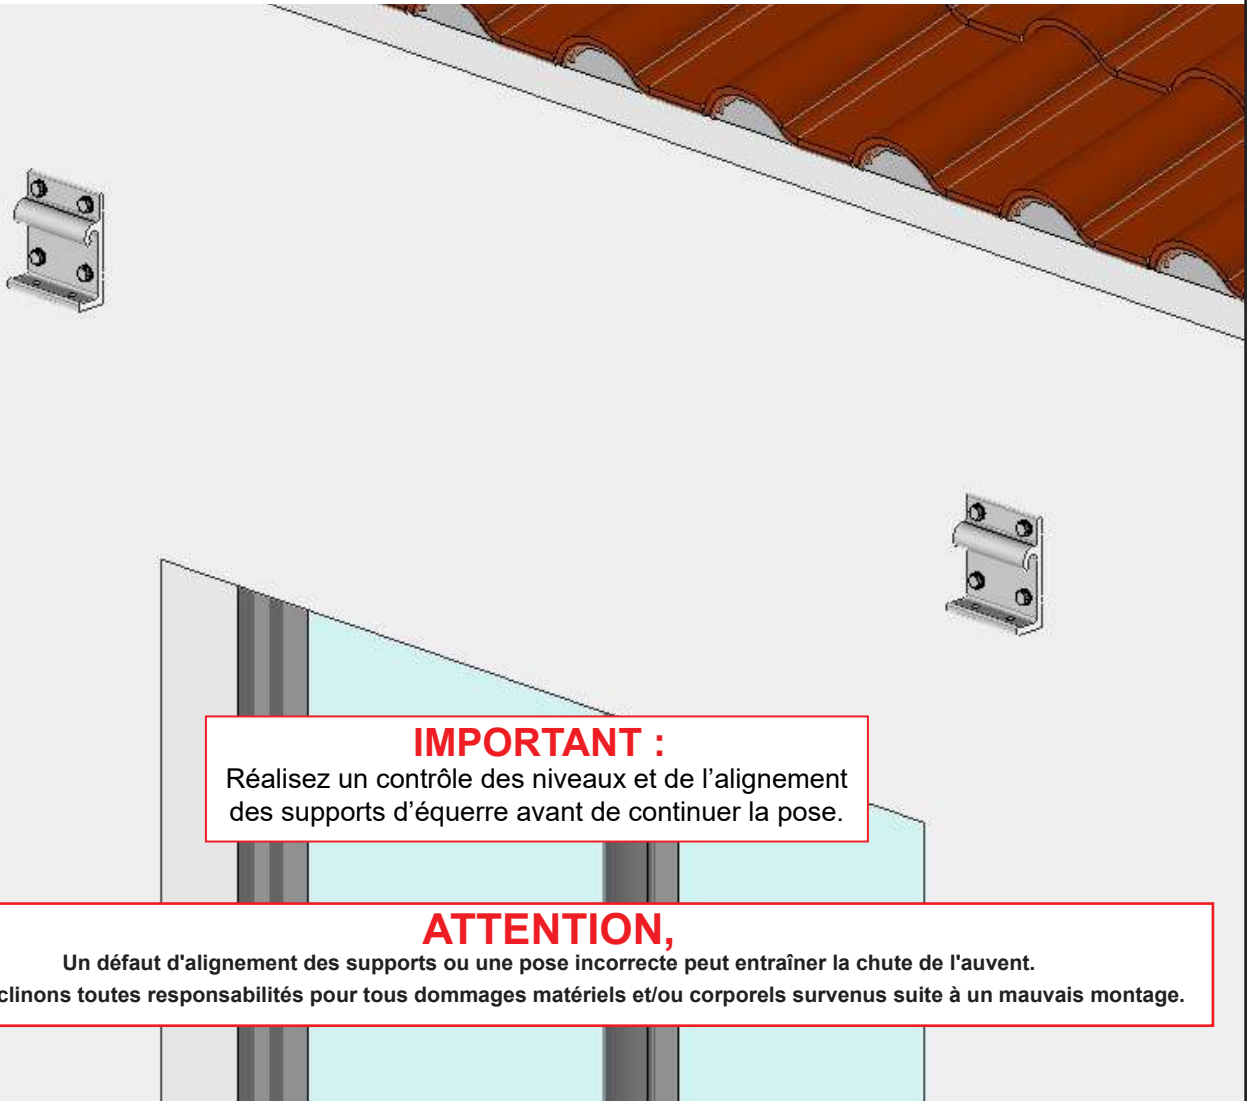 IMPORTANT :
Réalisez un contrôle des niveaux et de l’alignement
des supports d’équerre avant de continuer la pose.
ATTENTION,
Un défaut d'alignement des supports ou une pose incorrecte peut entraîner la chute de l'auvent.
clinons toutes responsabilités pour tous dommages matériels et/ou corporels survenus suite à un mauvais montage.